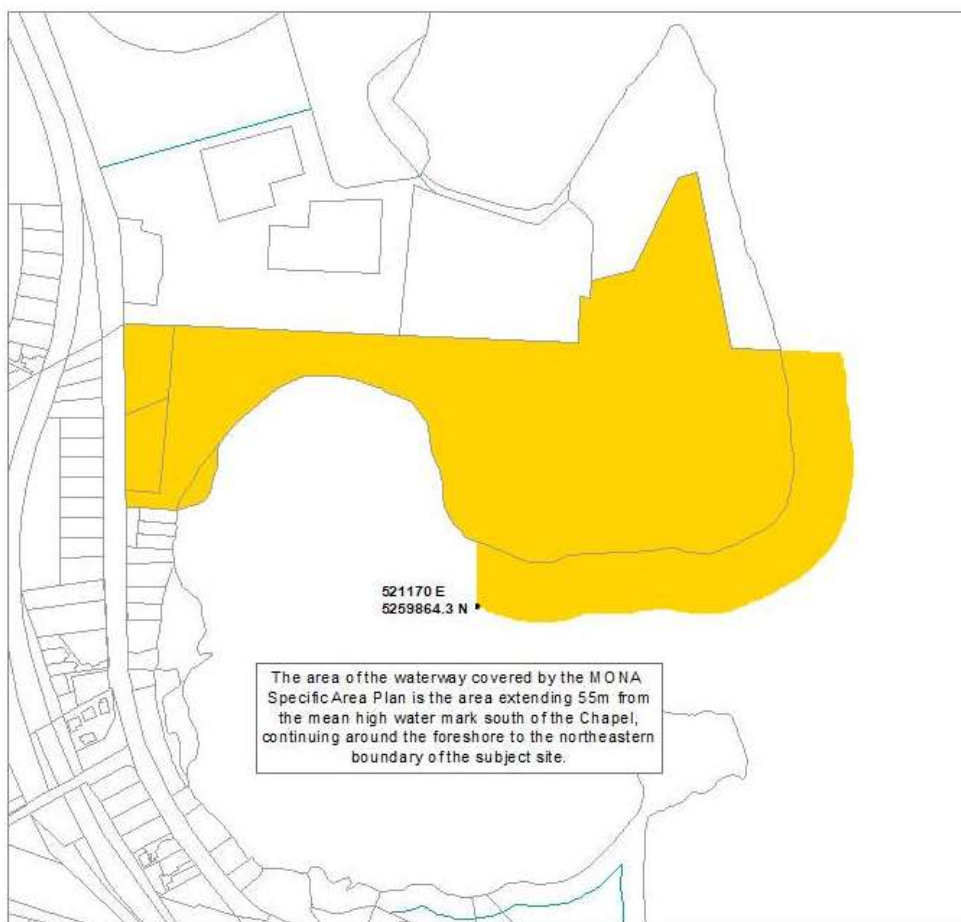 521170 E
5259864.3 N
The area of the waterway covered by the MONA
Specific Area Plan is the area extending 55m from
the mean high water mark south of the Chapel,
continuing around the foreshore to the northeastern
boundary of the subject site.